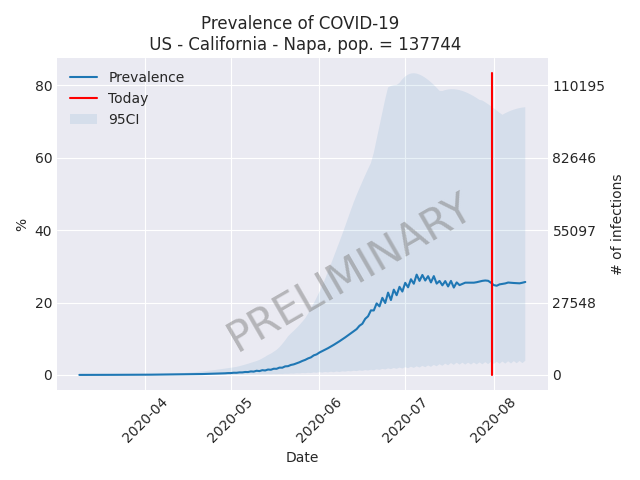 Prevalence of COVID-19
US - California - Napa, pop. = 137744
Prevalence
Today
95CI
PRELIMINARY
%
80
60
40
20
0
110195
82646
55097
27548
0
# of infections
2020-04
2020-05
2020-06
2020-07
2020-08
Date